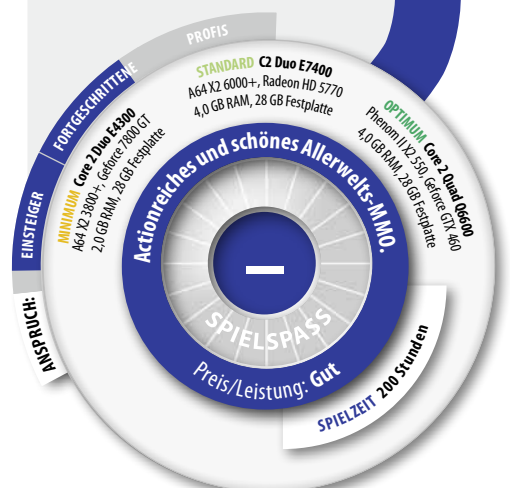 PROFIS
FORTGESCHRITTENE
EINSTEIGER
ANSPRUCH:
MINIMUM Core 2 Duo E4300
A64 X2 3800+, Geforce 7800 GT
2,0 GB RAM, 28 GB Festplatte
STANDARD C2 Duo E7400
A64 X2 6000+, Radeon HD 5770
4,0 GB RAM, 28 GB Festplatte
OPTIMUM Core 2 Quad Q6600
Phenom II X2 550, Geforce GTX 460
4,0 GB RAM, 28 GB Festplatte
Actionreiches und schönes Allerwelts-MMO.
–
SPIELSPASS
Preis/Leistung: Gut
SPIELZEIT 200 Stunden